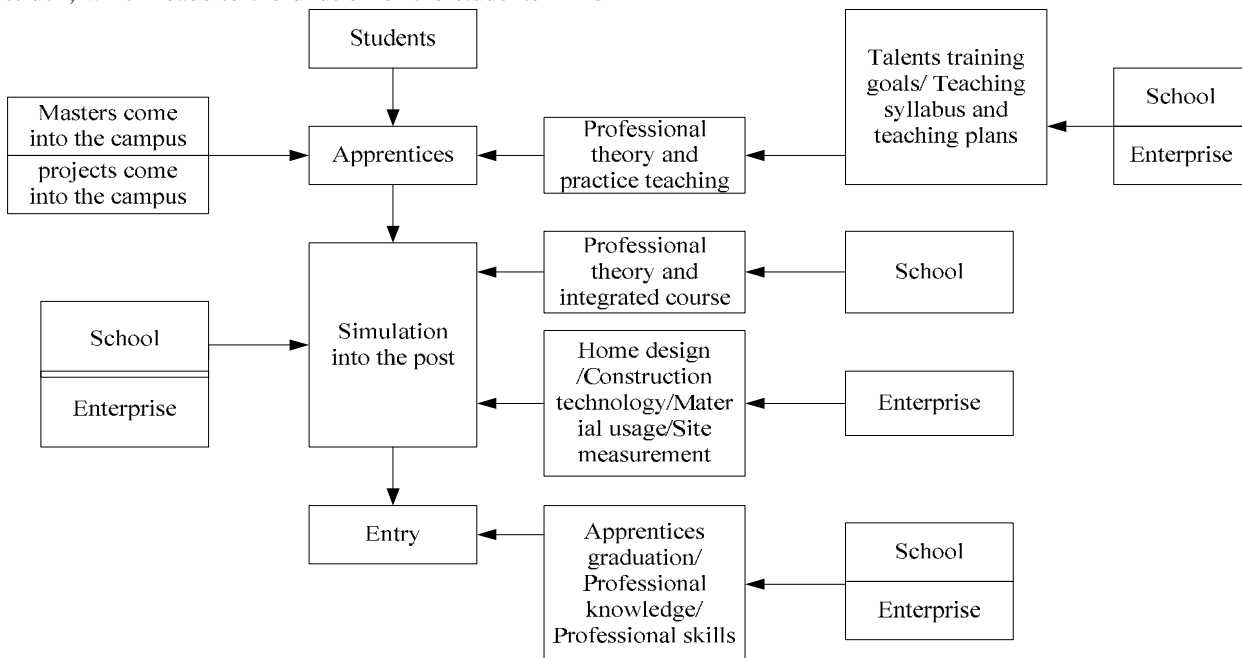 Students
Talents training
goals/ Teaching
syllabus and
teaching plans
School
Enterprise
Masters come
into the campus
projects come
into the campus
Apprentices
Professional
theory and
practice teaching
Professional
theory and
integrated course
School
School
Enterprise
Simulation
into the post
Home design
/Construction
technology/Mater
ial usage/Site
measurement
Enterprise
Entry
Apprentices
graduation/
Professional
knowledge/
Professional skills
School
Enterprise